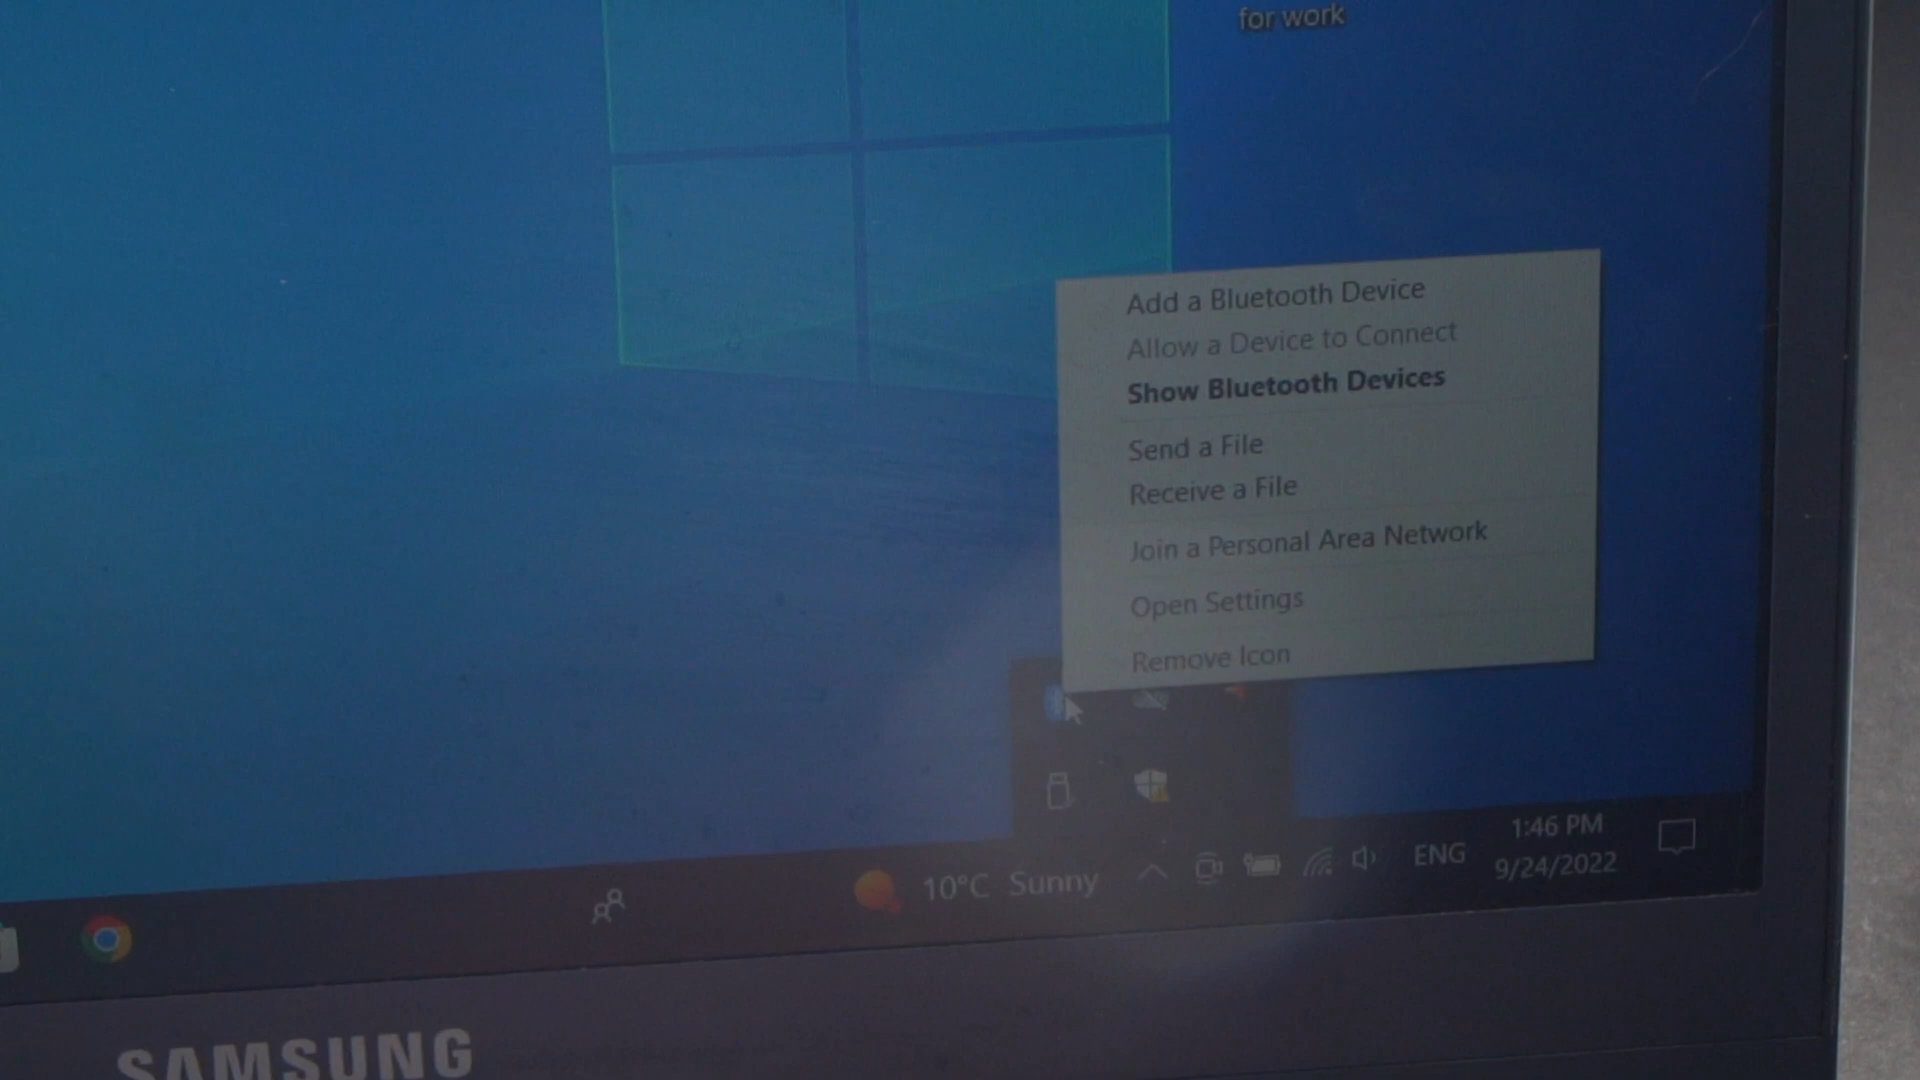 for work
Add a Bluetooth Device
Allow a Device to Connect
Show Bluetooth Devices
Send a File
Receive a File
Join a Personal Area Network
Open Settings
Remove Icon
10°C Sunny
ENG
1:46 PM
9/24/2022
SAMSUNG